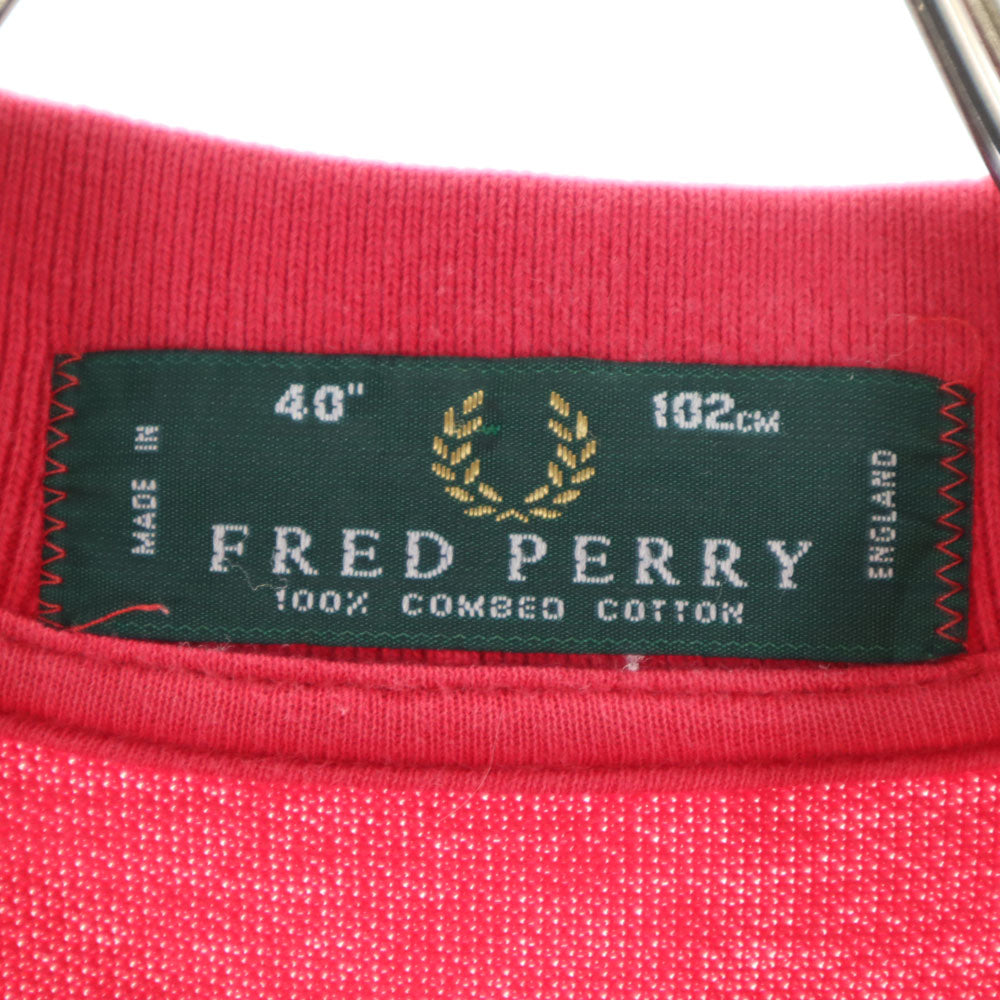 40" 102CM
MADE IN
ENGLAND
FRED PERRY
100% COMBED COTTON